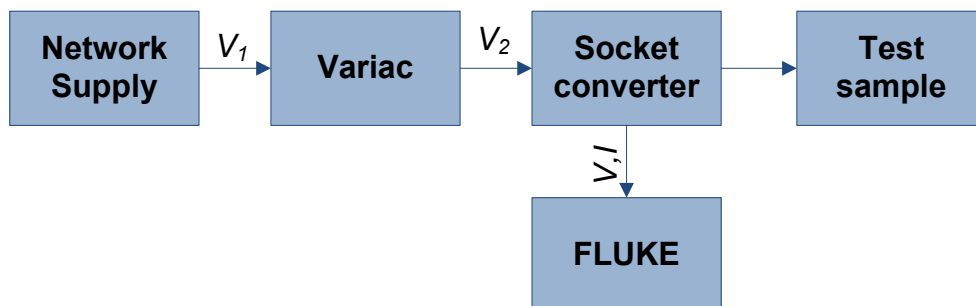 Network
Supply
V1
Variac
V2
Socket
converter
Test
sample
V,I
FLUKE